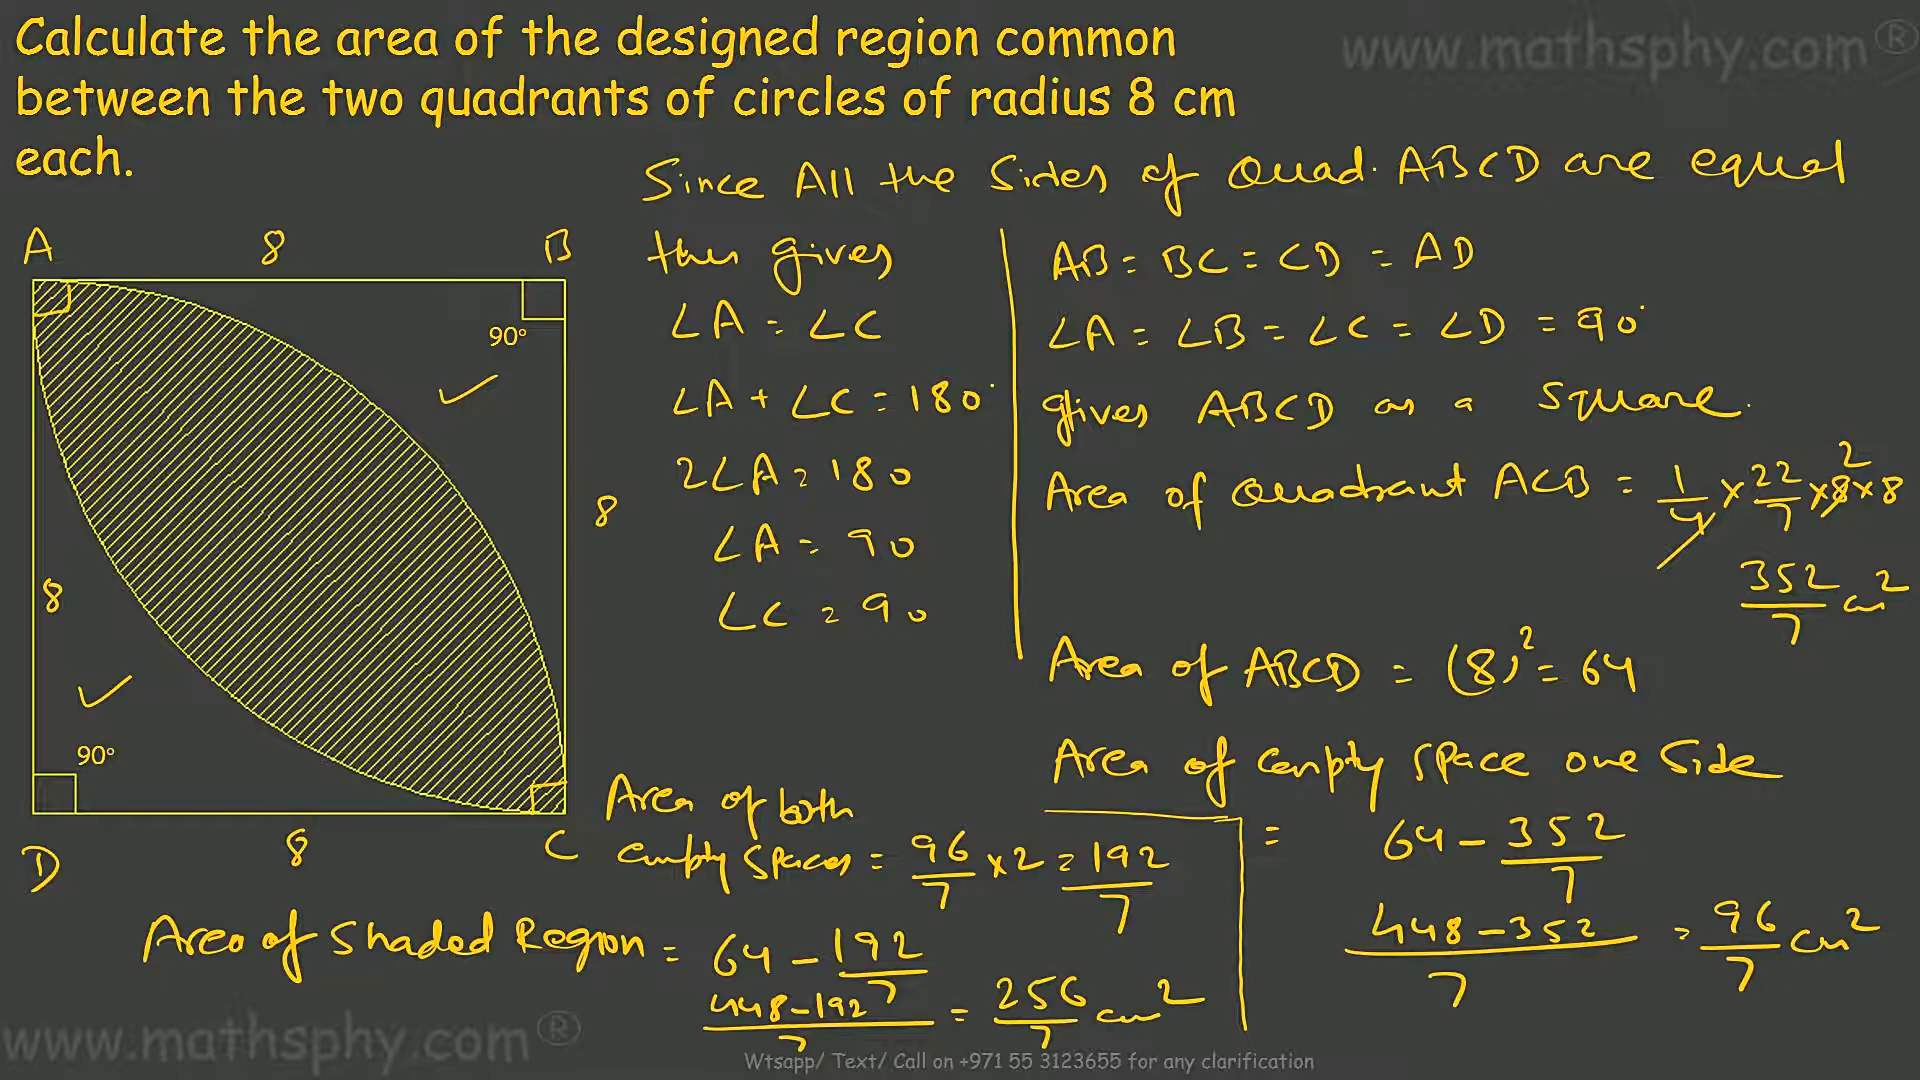 Calculate the area of the designed region common
between the two quadrants of circles of radius 8 cm
each.
www.mathsphy.com®
Since All the Sides of Quad. ABCD are equal
A 8 B
90°
8
8
90°
D 8 C
gives
∠A = ∠C
∠A + ∠C = 180°
2∠A = 180
∠A = 90
∠C = 90
AB = BC = CD = AD
∠A = ∠B = ∠C = ∠D = 90°
gives ABCD as a Square.
Area of Quadrant ACB = 1/4 × 22/7 × 8 × 8
2
352/7 cm²
Area of ABCD = (8)² = 64
Area of empty space one side
= 64 - 352/7
448-352/7 = 96/7 cm²
Area of both
empty spaces = 96/7 × 2 = 192/7
Area of Shaded Region = 64 - 192/7
448-192/7 = 256/7 cm²
www.mathsphy.com®
Wtsapp/ Text/ Call on +971 55 3123655 for any clarification